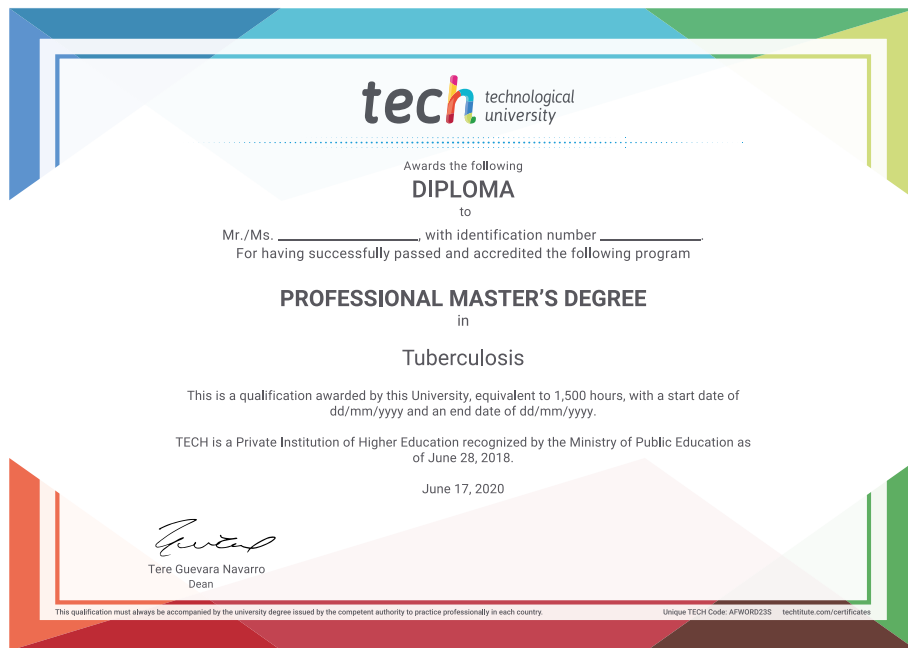 tech technological
university
Awards the following
DIPLOMA
to
Mr./Ms. ____________________, with identification number ______________.
For having successfully passed and accredited the following program
PROFESSIONAL MASTER'S DEGREE
in
Tuberculosis
This is a qualification awarded by this University, equivalent to 1,500 hours, with a start date of
dd/mm/yyyy and an end date of dd/mm/yyyy.
TECH is a Private Institution of Higher Education recognized by the Ministry of Public Education as
of June 28, 2018.
June 17, 2020
Tere Guevara Navarro
Dean
This qualification must always be accompanied by the university degree issued by the competent authority to practice professionally in each country. Unique TECH Code: AFWORD23S techtitute.com/certificates